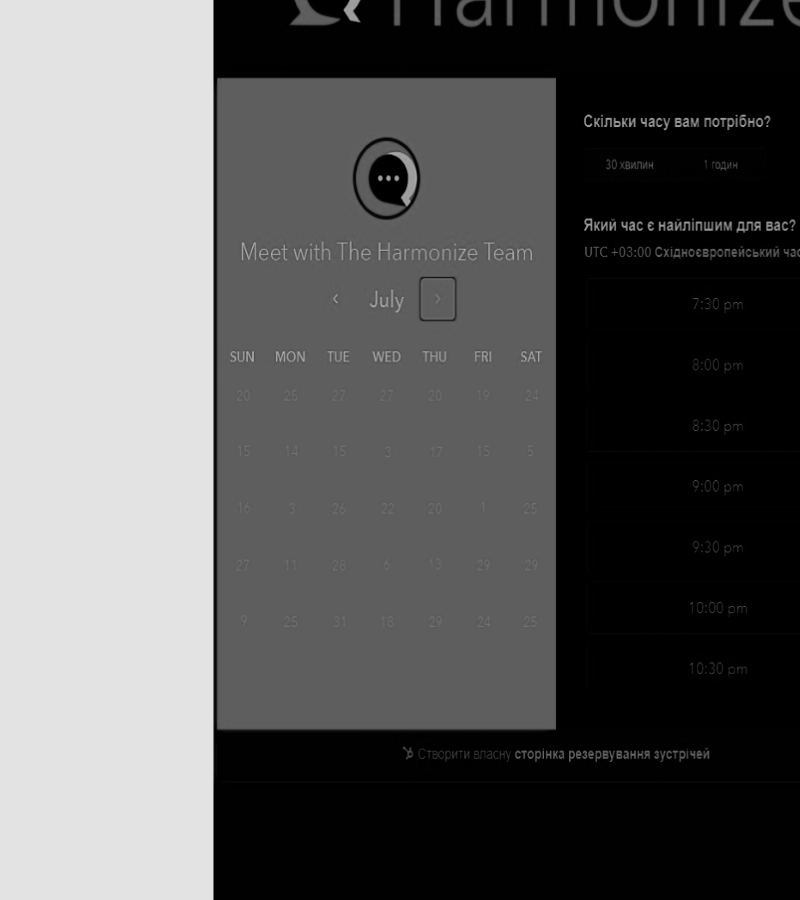 Harmonize
Meet with The Harmonize Team
July
SUN MON TUE WED THU FRI SAT
20 25 27 27 20 19 24
15 14 15 3 17 15 5
16 3 26 22 20 1 25
27 11 28 6 13 29 29
9 25 31 18 29 24 25
Скільки часу вам потрібно?
30 хвилин 1 годин
Який час є найліпшим для вас?
UTC +03:00 Східноєвропейський час
7:30 pm
8:00 pm
8:30 pm
9:00 pm
9:30 pm
10:00 pm
10:30 pm
Створити власну сторінка резервування зустрічей